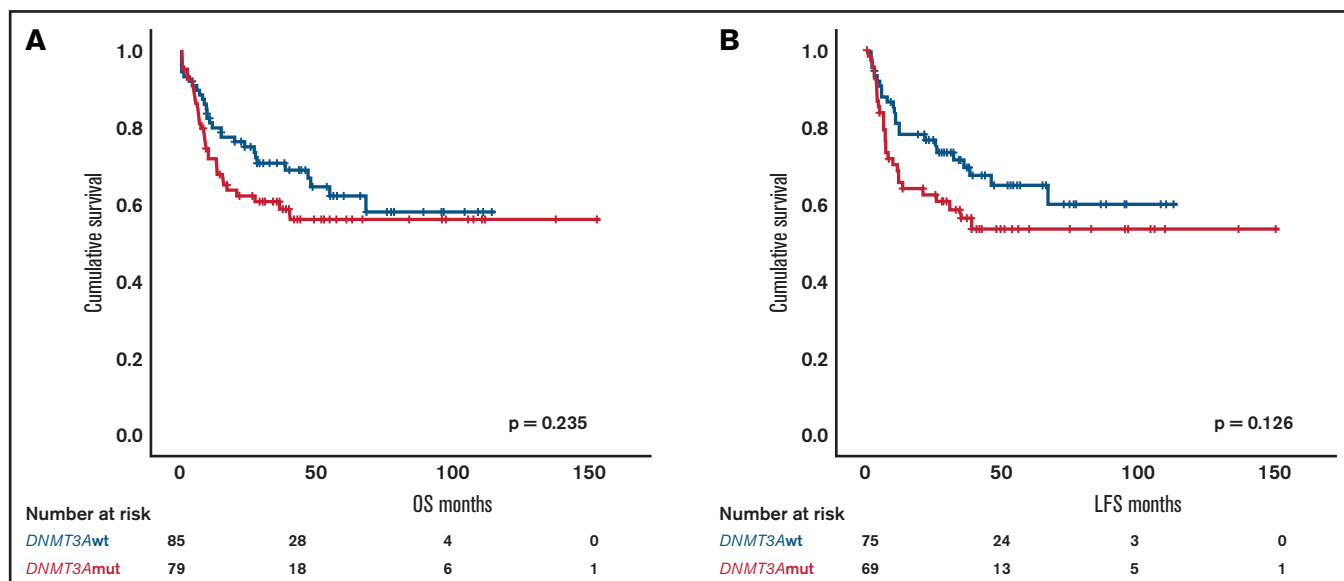 A
Cumulative survival
1.0
0.8
0.6
0.4
0.2
0.0
p = 0.235
0 50 100 150
OS months
Number at risk
DNMT3Awt 85 28 4 0
DNMT3Amut 79 18 6 1
B
Cumulative survival
1.0
0.8
0.6
0.4
0.2
0.0
p = 0.126
0 50 100 150
LFS months
Number at risk
DNMT3Awt 75 24 3 0
DNMT3Amut 69 13 5 1